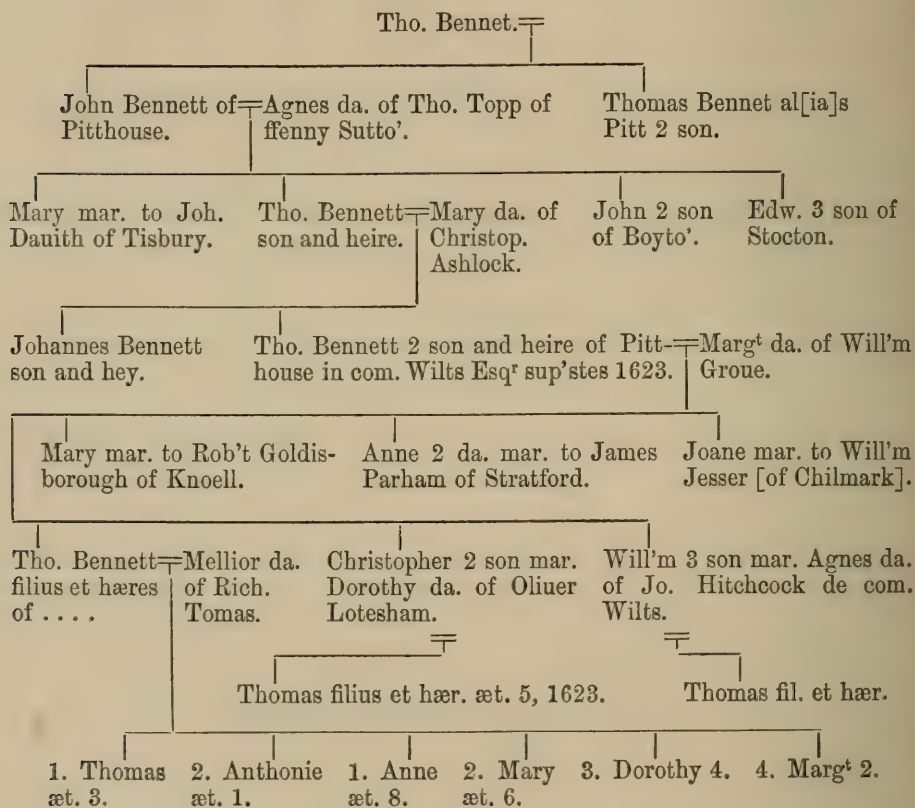 Tho. Bennet.
John Bennett of
Pitthouse.
Agnes da. of Tho. Topp of
ffenny Sutto'.
Thomas Bennet al[ia]s
Pitt 2 son.
Mary mar. to Joh.
Dauith of Tisbury.
Tho. Bennett
son and heire.
Mary da. of
Christop.
Ashlock.
John 2 son
of Boyto'.
Edw. 3 son of
Stocton.
Johannes Bennett
son and hey.
Tho. Bennett 2 son and heire of Pitt-
house in com. Wilts Esqʳ sup'stes 1623.
Margᵗ da. of Will'm
Groue.
Mary mar. to Rob't Goldis-
borough of Knoell.
Anne 2 da. mar. to James
Parham of Stratford.
Joane mar. to Will'm
Jesser [of Chilmark].
Tho. Bennett
filius et hæres
of . . . .
Mellior da.
of Rich.
Tomas.
Christopher 2 son mar.
Dorothy da. of Oliuer
Lotesham.
Will'm 3 son mar. Agnes da.
of Jo. Hitchcock de com.
Wilts.
Thomas filius et hær. æt. 5, 1623.
Thomas fil. et hær.
1. Thomas
æt. 3.
2. Anthonie
æt. 1.
1. Anne
æt. 8.
2. Mary
æt. 6.
3. Dorothy 4.
4. Margᵗ 2.